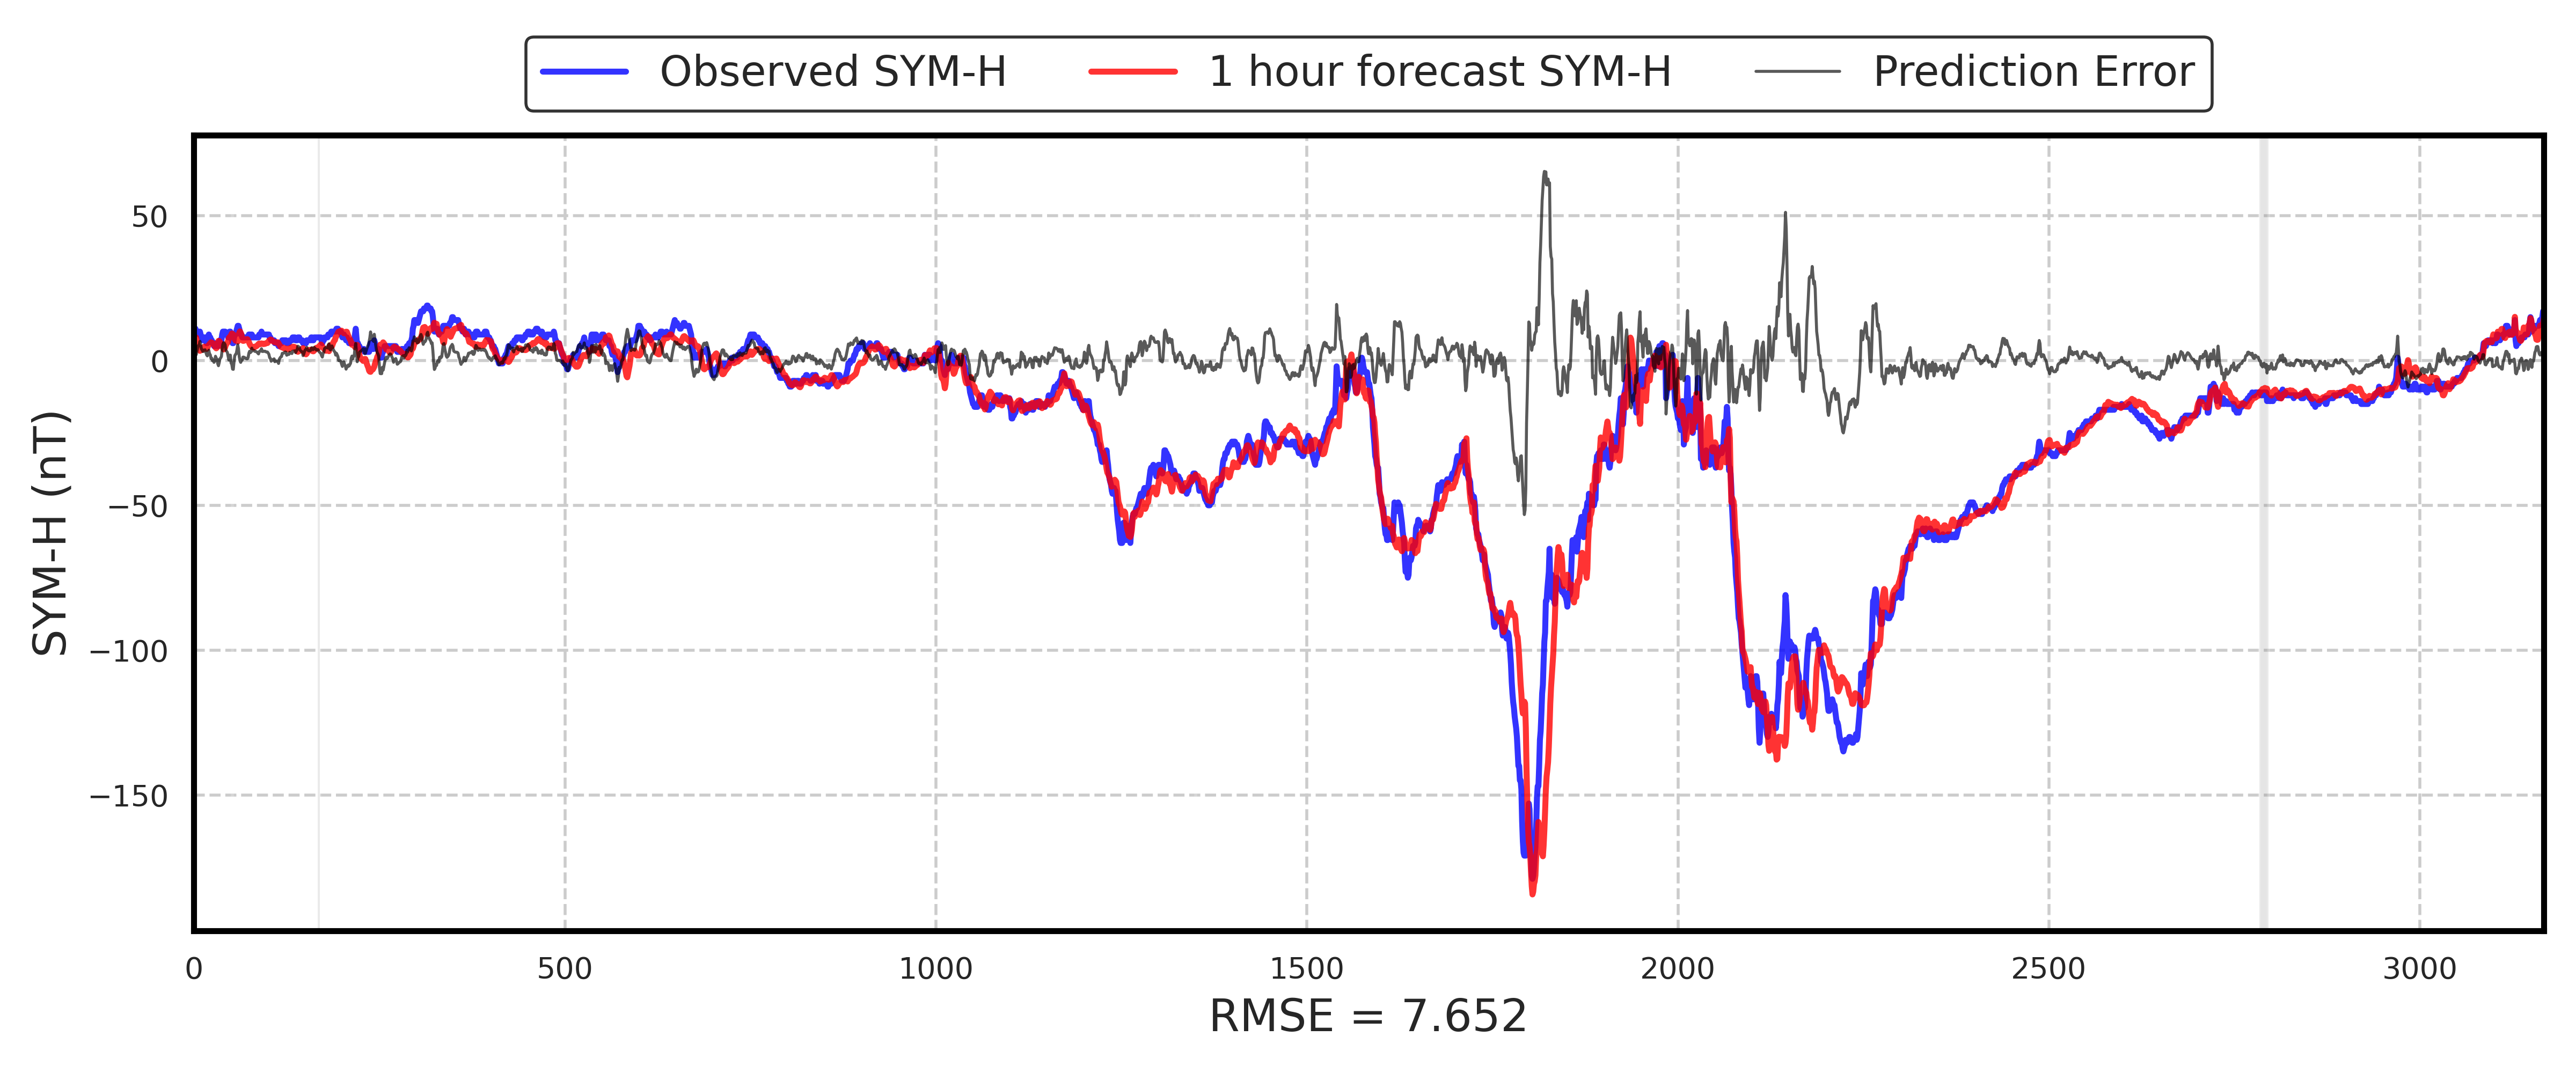 Observed SYM-H 1 hour forecast SYM-H Prediction Error
SYM-H (nT)
50
0
−50
−100
−150
0 500 1000 1500 2000 2500 3000
RMSE = 7.652